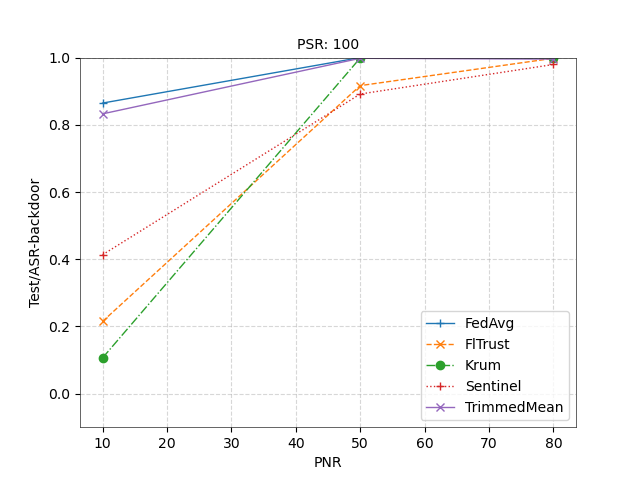 PSR: 100
Test/ASR-backdoor
1.0
0.8
0.6
0.4
0.2
0.0
FedAvg
FlTrust
Krum
Sentinel
TrimmedMean
10 20 30 40 50 60 70 80
PNR